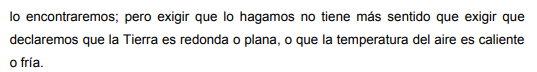 lo encontraremos; pero exigir que lo hagamos no tiene más sentido que exigir que
declaremos que la Tierra es redonda o plana, o que la temperatura del aire es caliente
o fría.